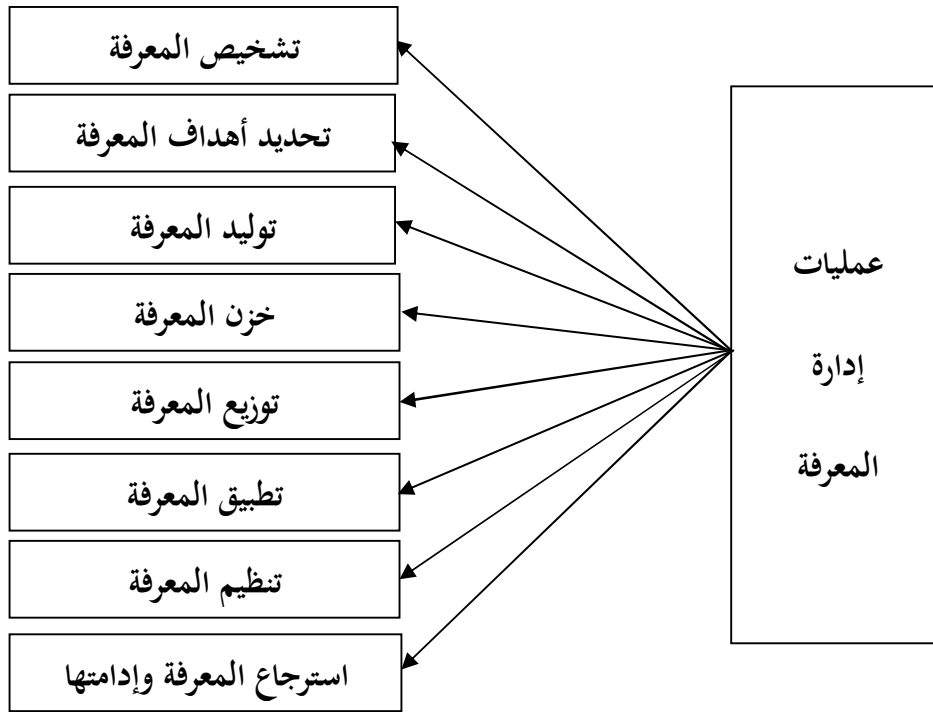 عمليات
إدارة
المعرفة
تشخيص المعرفة
تحديد أهداف المعرفة
توليد المعرفة
خزن المعرفة
توزيع المعرفة
تطبيق المعرفة
تنظيم المعرفة
استرجاع المعرفة وإدامتها